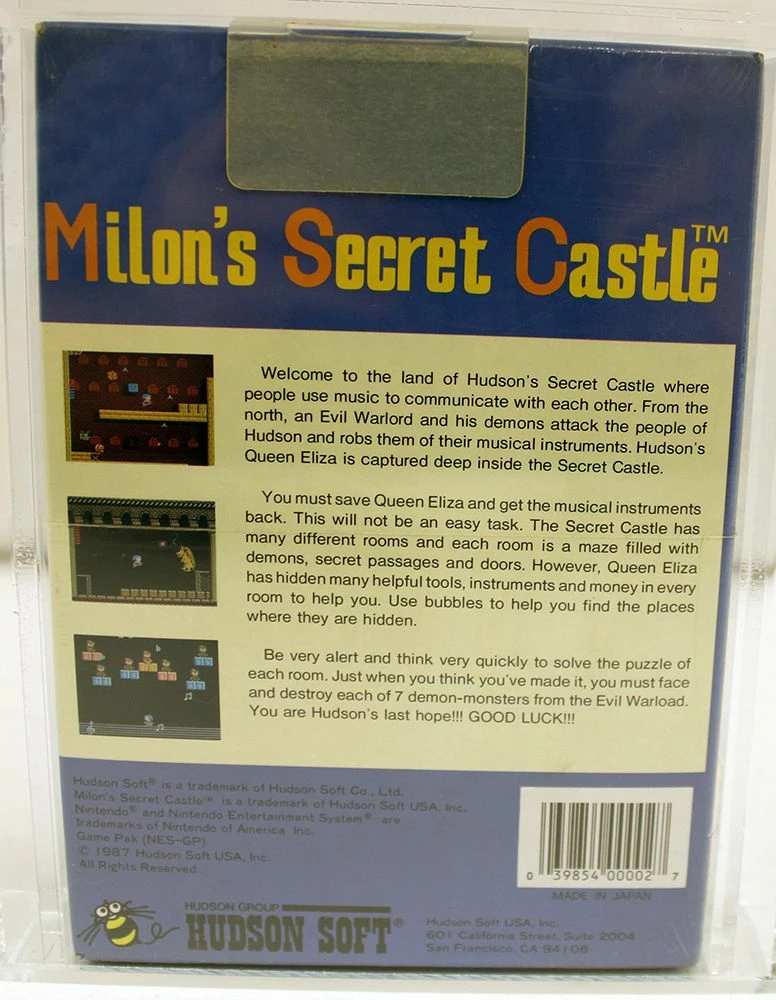 Milon's Secret Castle™
Welcome to the land of Hudson's Secret Castle where
people use music to communicate with each other. From the
north, an Evil Warlord and his demons attack the people of
Hudson and robs them of their musical instruments. Hudson's
Queen Eliza is captured deep inside the Secret Castle.
You must save Queen Eliza and get the musical instruments
back. This will not be an easy task. The Secret Castle has
many different rooms and each room is a maze filled with
demons, secret passages and doors. However, Queen Eliza
has hidden many helpful tools, instruments and money in every
room to help you. Use bubbles to help you find the places
where they are hidden.
Be very alert and think very quickly to solve the puzzle of
each room. Just when you think you've made it, you must face
and destroy each of 7 demon-monsters from the Evil Warload.
You are Hudson's last hope!!! GOOD LUCK!!!
Hudson Soft® is a trademark of Hudson Soft Co., Ltd.
Milon's Secret Castle™ is a trademark of Hudson Soft USA, Inc.
Nintendo® and Nintendo Entertainment System® are
trademarks of Nintendo of America Inc.
Game Pak (NES-GP)
© 1987 Hudson Soft USA, Inc.
All Rights Reserved.
0 39854 00002 7
MADE IN JAPAN
HUDSON GROUP
HUDSON SOFT®
Hudson Soft USA, Inc.
601 California Street, Suite 2004
San Francisco, CA 94108